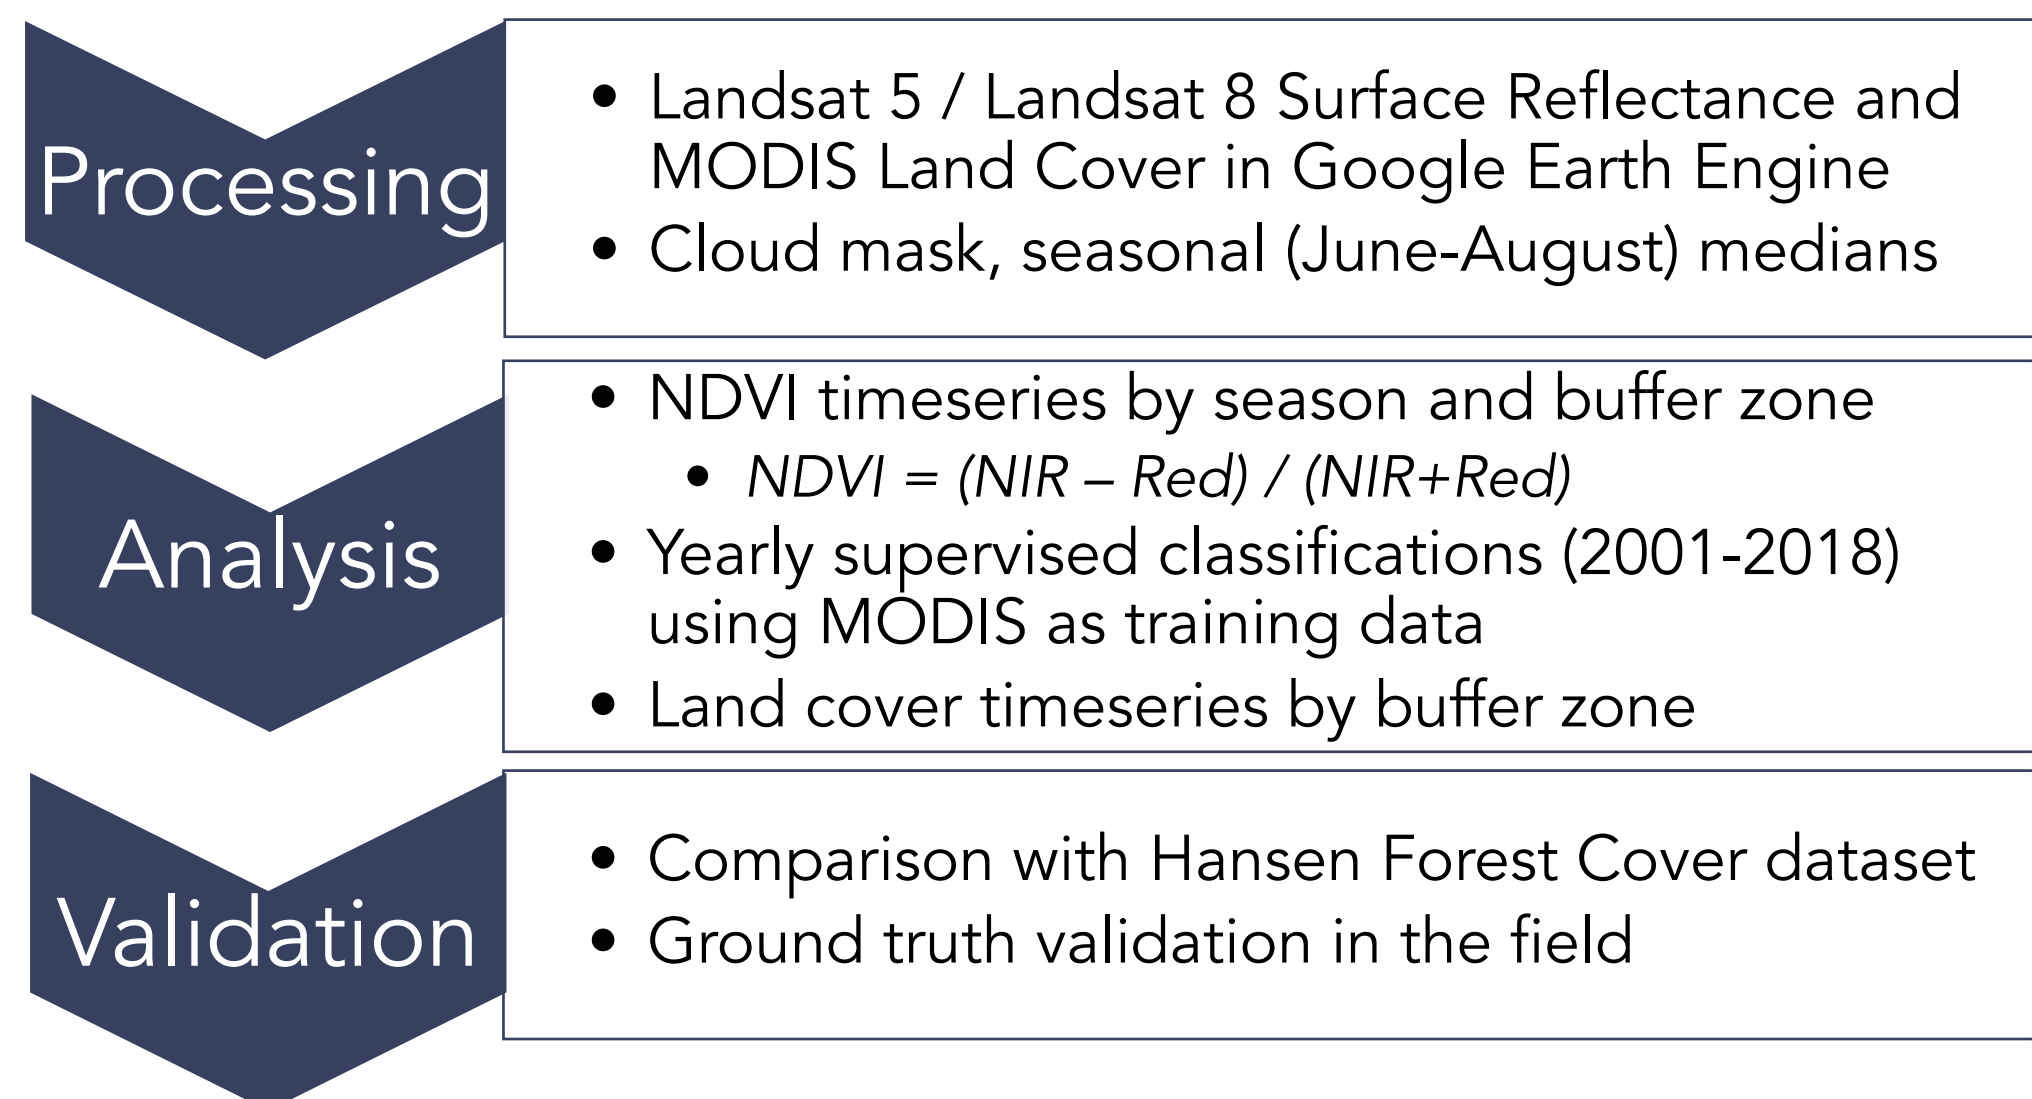 Processing
• Landsat 5 / Landsat 8 Surface Reflectance and
MODIS Land Cover in Google Earth Engine
• Cloud mask, seasonal (June-August) medians
Analysis
• NDVI timeseries by season and buffer zone
• NDVI = (NIR – Red) / (NIR+Red)
• Yearly supervised classifications (2001-2018)
using MODIS as training data
• Land cover timeseries by buffer zone
Validation
• Comparison with Hansen Forest Cover dataset
• Ground truth validation in the field